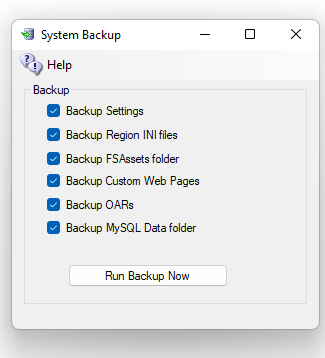 System Backup
Help
Backup
Backup Settings
Backup Region INI files
Backup FSAssets folder
Backup Custom Web Pages
Backup OARs
Backup MySQL Data folder
Run Backup Now